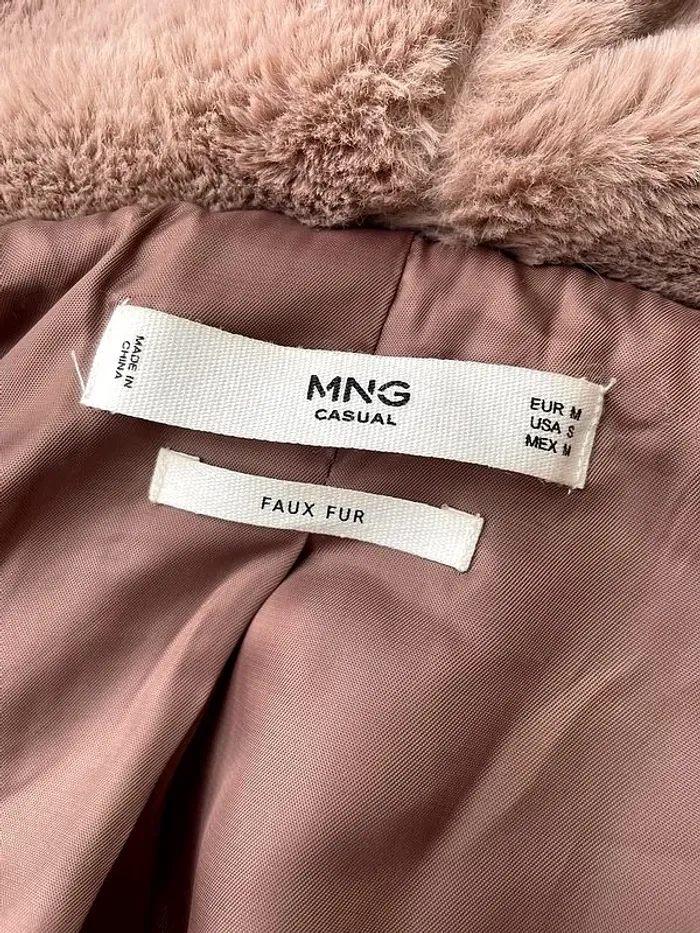 MADE IN
CHINA
MNG
CASUAL
EUR M
USA S
MEX M
FAUX FUR